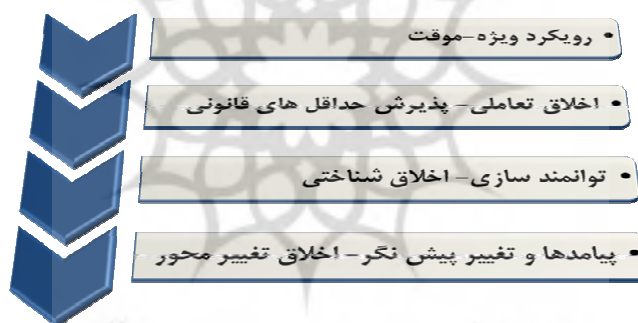 • رویکرد ویژه-موقت
• اخلاق تعاملی- پذیرش حداقل های قانونی
• توانمند سازی- اخلاق شناختی
• پیامدها و تغییر پیش نگر- اخلاق تغییر محور